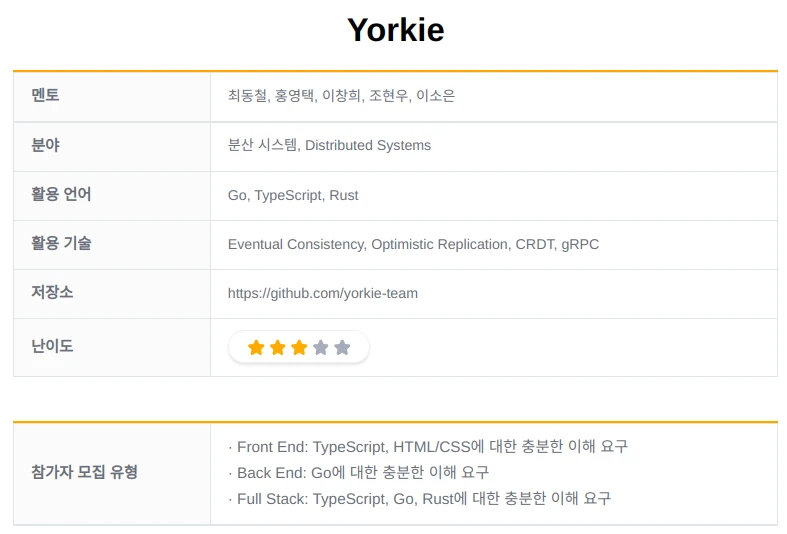 Yorkie
멘토
최동철, 홍영택, 이창희, 조현우, 이소은
분야
분산 시스템, Distributed Systems
활용 언어
Go, TypeScript, Rust
활용 기술
Eventual Consistency, Optimistic Replication, CRDT, gRPC
저장소
https://github.com/yorkie-team
난이도
참가자 모집 유형
· Front End: TypeScript, HTML/CSS에 대한 충분한 이해 요구
· Back End: Go에 대한 충분한 이해 요구
· Full Stack: TypeScript, Go, Rust에 대한 충분한 이해 요구